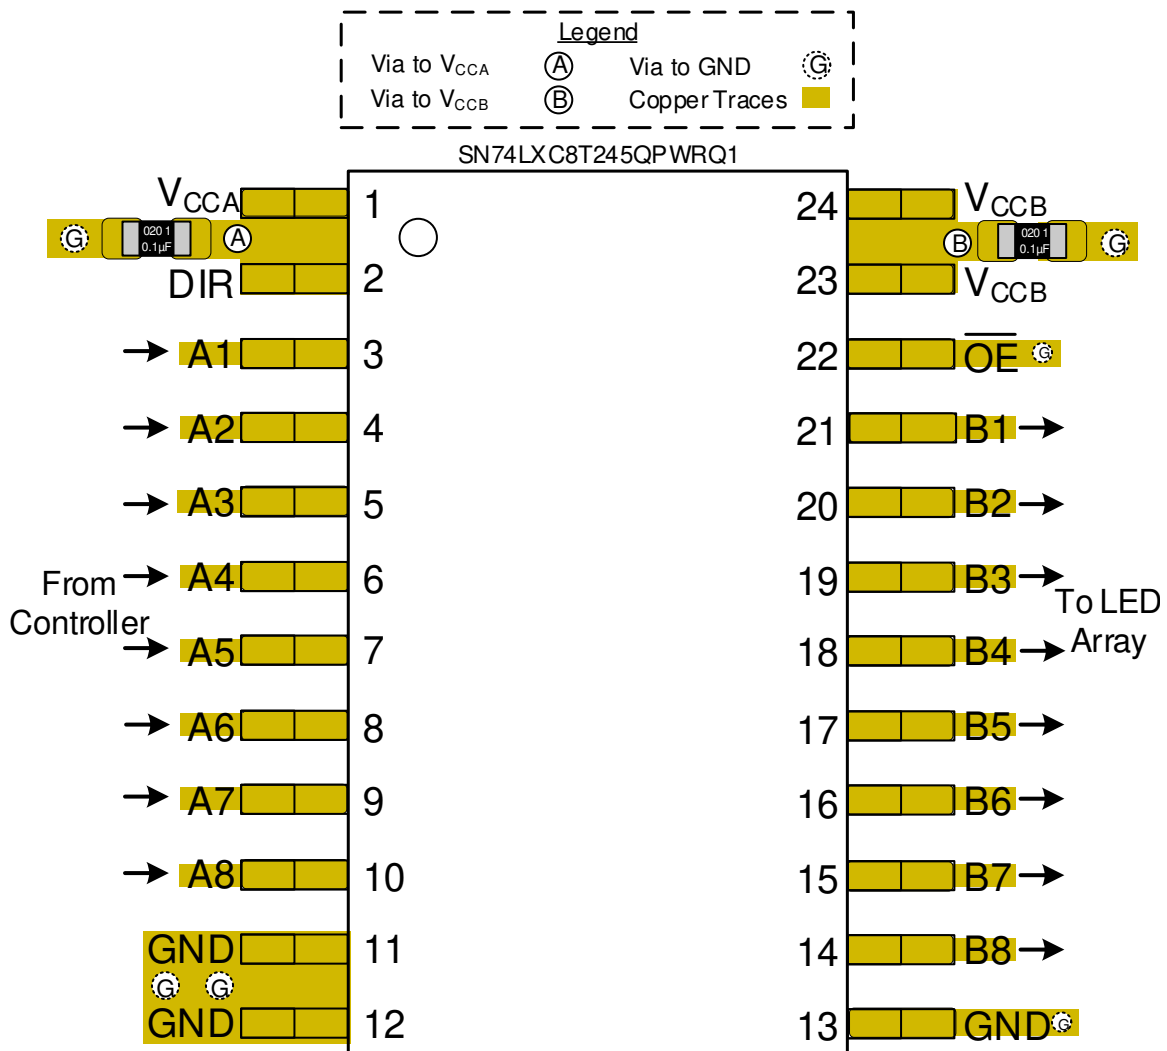 Legend
Via to VCCA A Via to GND G
Via to VCCB B Copper Traces
SN74LXC8T245QPWRQ1
VCCA 1 24 VCCB
G 0201 0.1µF A B 0201 0.1µF G
DIR 2 23 VCCB
A1 3 22 O̅E̅ G
A2 4 21 B1
A3 5 20 B2
A4 6 19 B3
From Controller
To LED Array
A5 7 18 B4
A6 8 17 B5
A7 9 16 B6
A8 10 15 B7
GND 11 14 B8
G G
GND 12 13 GND G